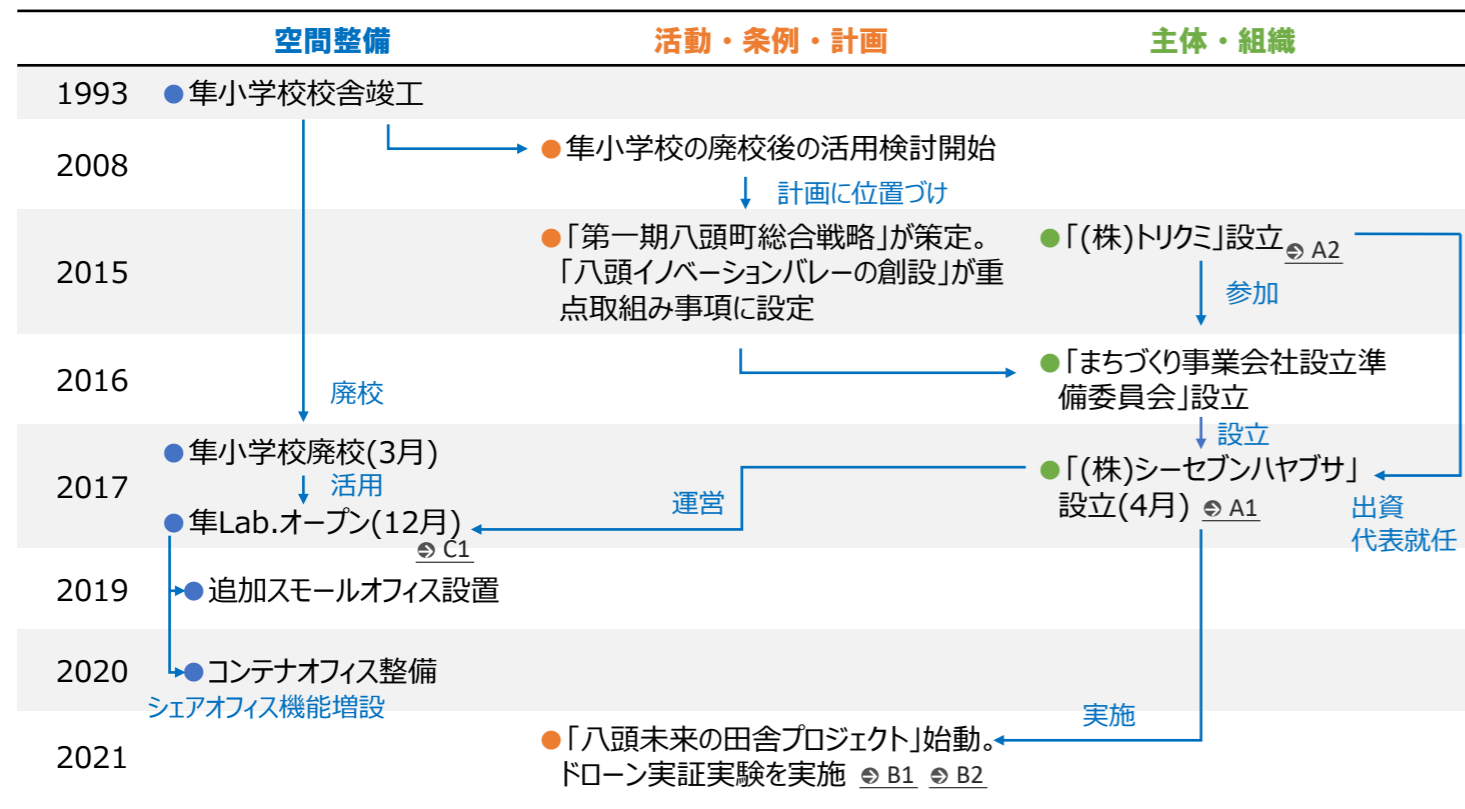 空間整備 活動・条例・計画 主体・組織
1993 ●隼小学校校舎竣工
2008 ●隼小学校の廃校後の活用検討開始
計画に位置づけ
2015
●「第一期八頭町総合戦略」が策定。
「八頭イノベーションバレーの創設」が重
点取組み事項に設定
●「(株)トリクミ」設立 A2
参加
2016
●「まちづくり事業会社設立準
備委員会」設立
廃校
設立
2017
●隼小学校廃校(3月)
活用
●隼Lab.オープン(12月)
C1
運営
●「(株)シーセブンハヤブサ」
設立(4月) A1
出資
代表就任
2019 ●追加スモールオフィス設置
2020 ●コンテナオフィス整備
シェアオフィス機能増設
実施
2021
●「八頭未来の田舎プロジェクト」始動。
ドローン実証実験を実施 B1 B2